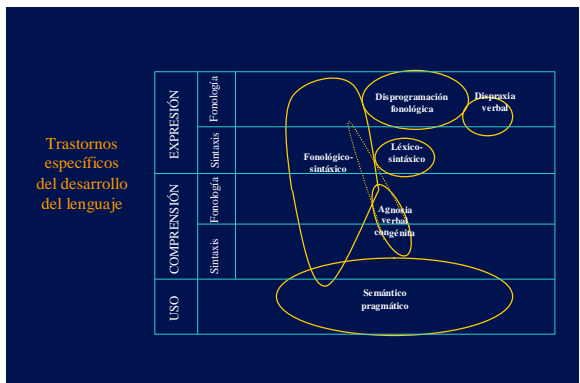 Trastornos
específicos
del desarrollo
del lenguaje
EXPRESIÓN
Fonología
Disprogramación
fonológica
Dispraxia
verbal
Sintaxis
Fonológico-
sintáxico
Léxico-
sintáxico
COMPRENSIÓN
Fonología
Agnosia
verbal
congénita
Sintaxis
USO
Semántico
pragmático